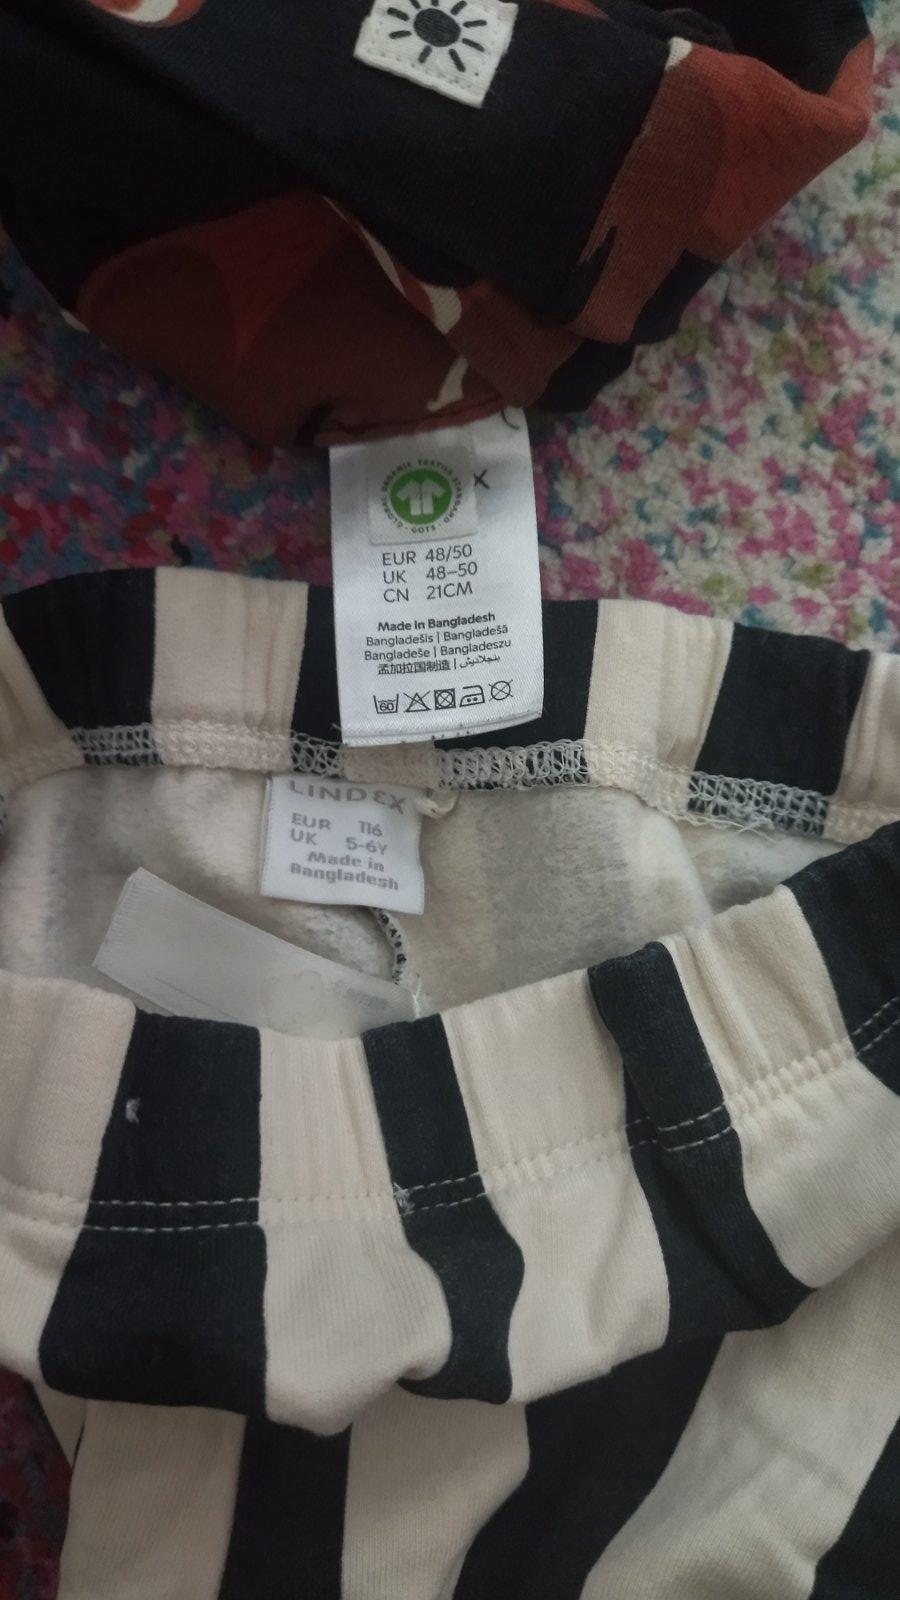 GLOBAL ORGANIC TEXTILE STANDARD · GOTS ·
X
EUR 48/50
UK 48–50
CN 21CM
Made in Bangladesh
Bangladešis | Bangladešā
Bangladeše | Bangladeszu
孟加拉国制造 | بنجلاديش
60
LINDEX
EUR 116
UK 5-6Y
Made in
Bangladesh